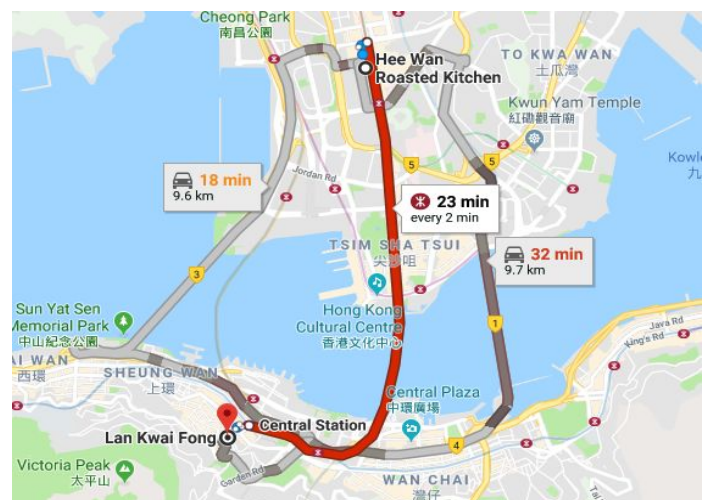 Cheong Park
南昌公園
Hee Wan
Roasted Kitchen
TO KWA WAN
土瓜灣
Kwun Yam Temple
紅磡觀音廟
5
5
Kowl
九
18 min
9.6 km
Jordan Rd
23 min
every 2 min
TSIM SHA TSUI
尖沙咀
32 min
9.7 km
3
Hong Kong
Cultural Centre
香港文化中心
Sun Yat Sen
Memorial Park
中山紀念公園
1
Java Rd
King's Rd
AI WAN
西環
SHEUNG WAN
上環
Central Plaza
中環廣場
Central Station
Lan Kwai Fong
4
Garden Rd
Victoria Peak
太平山
WAN CHAI
灣仔